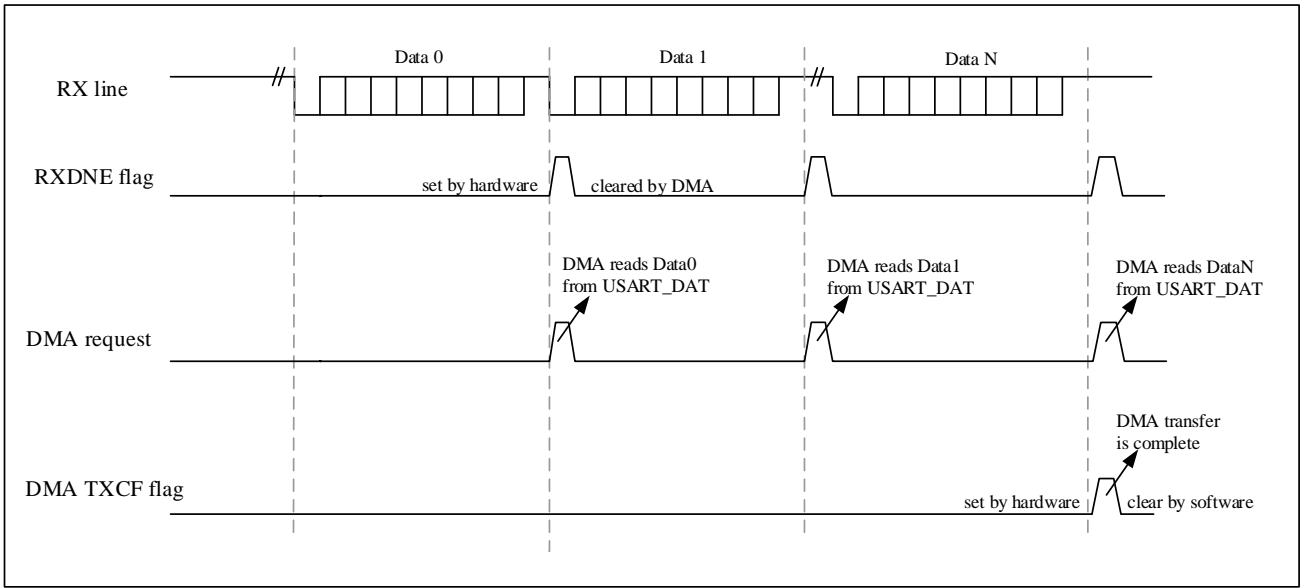 Data 0
Data 1
Data N
RX line
RXDNE flag
set by hardware
cleared by DMA
DMA reads Data0
from USART_DAT
DMA reads Data1
from USART_DAT
DMA reads DataN
from USART_DAT
DMA request
DMA transfer
is complete
DMA TXCF flag
set by hardware
clear by software